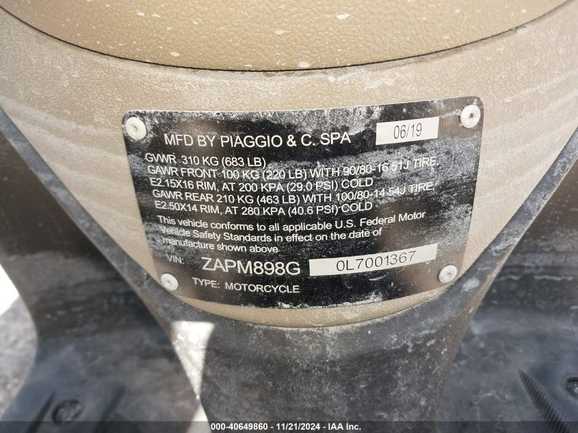 MFD BY PIAGGIO & C. SPA 06/19
GVWR 310 KG (683 LB)
GAWR FRONT 100 KG (220 LB) WITH 90/80-16 51J TIRE,
E2.15X16 RIM, AT 200 KPA (29.0 PSI) COLD
GAWR REAR 210 KG (463 LB) WITH 100/80-14 54J TIRE,
E2.50X14 RIM, AT 280 KPA (40.6 PSI) COLD
This vehicle conforms to all applicable U.S. Federal Motor
Vehicle Safety Standards in effect on the date of
manufacture shown above.
VIN: ZAPM898G 0L7001367
TYPE: MOTORCYCLE
000-40649860 - 11/21/2024 - IAA Inc.